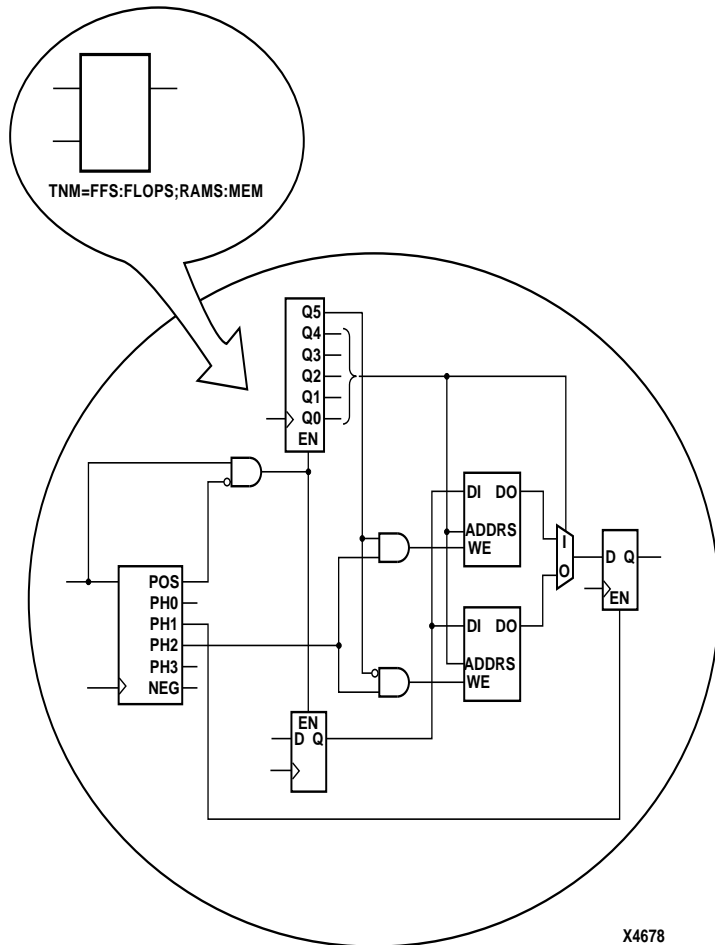 TNM=FFS:FLOPS;RAMS:MEM
Q5
Q4
Q3
Q2
Q1
Q0
EN
DI DO
ADDRS
WE
I
O
D Q
EN
POS
PH0
PH1
PH2
PH3
NEG
DI DO
ADDRS
WE
EN
D Q
X4678